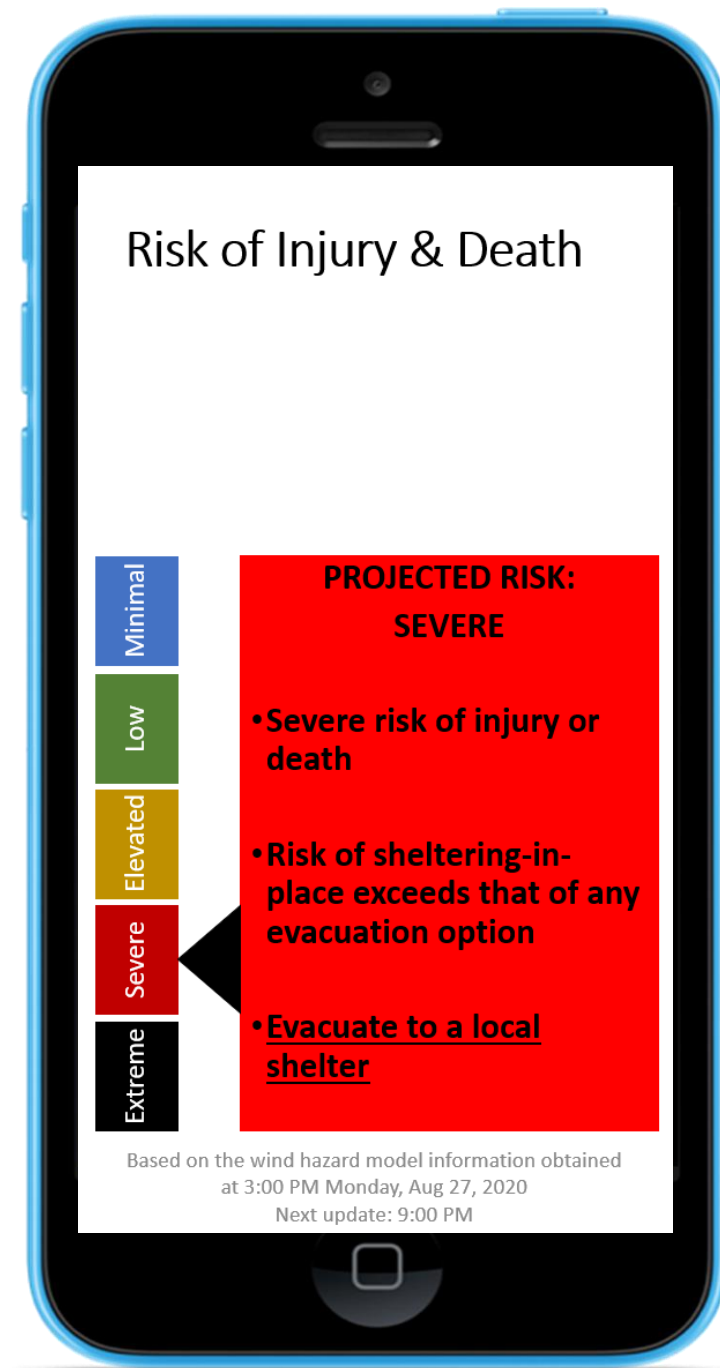 Risk of Injury & Death
Minimal
Low
Elevated
Severe
Extreme
PROJECTED RISK:
SEVERE
•Severe risk of injury or
death
•Risk of sheltering-in-
place exceeds that of any
evacuation option
•Evacuate to a local
shelter
Based on the wind hazard model information obtained
at 3:00 PM Monday, Aug 27, 2020
Next update: 9:00 PM